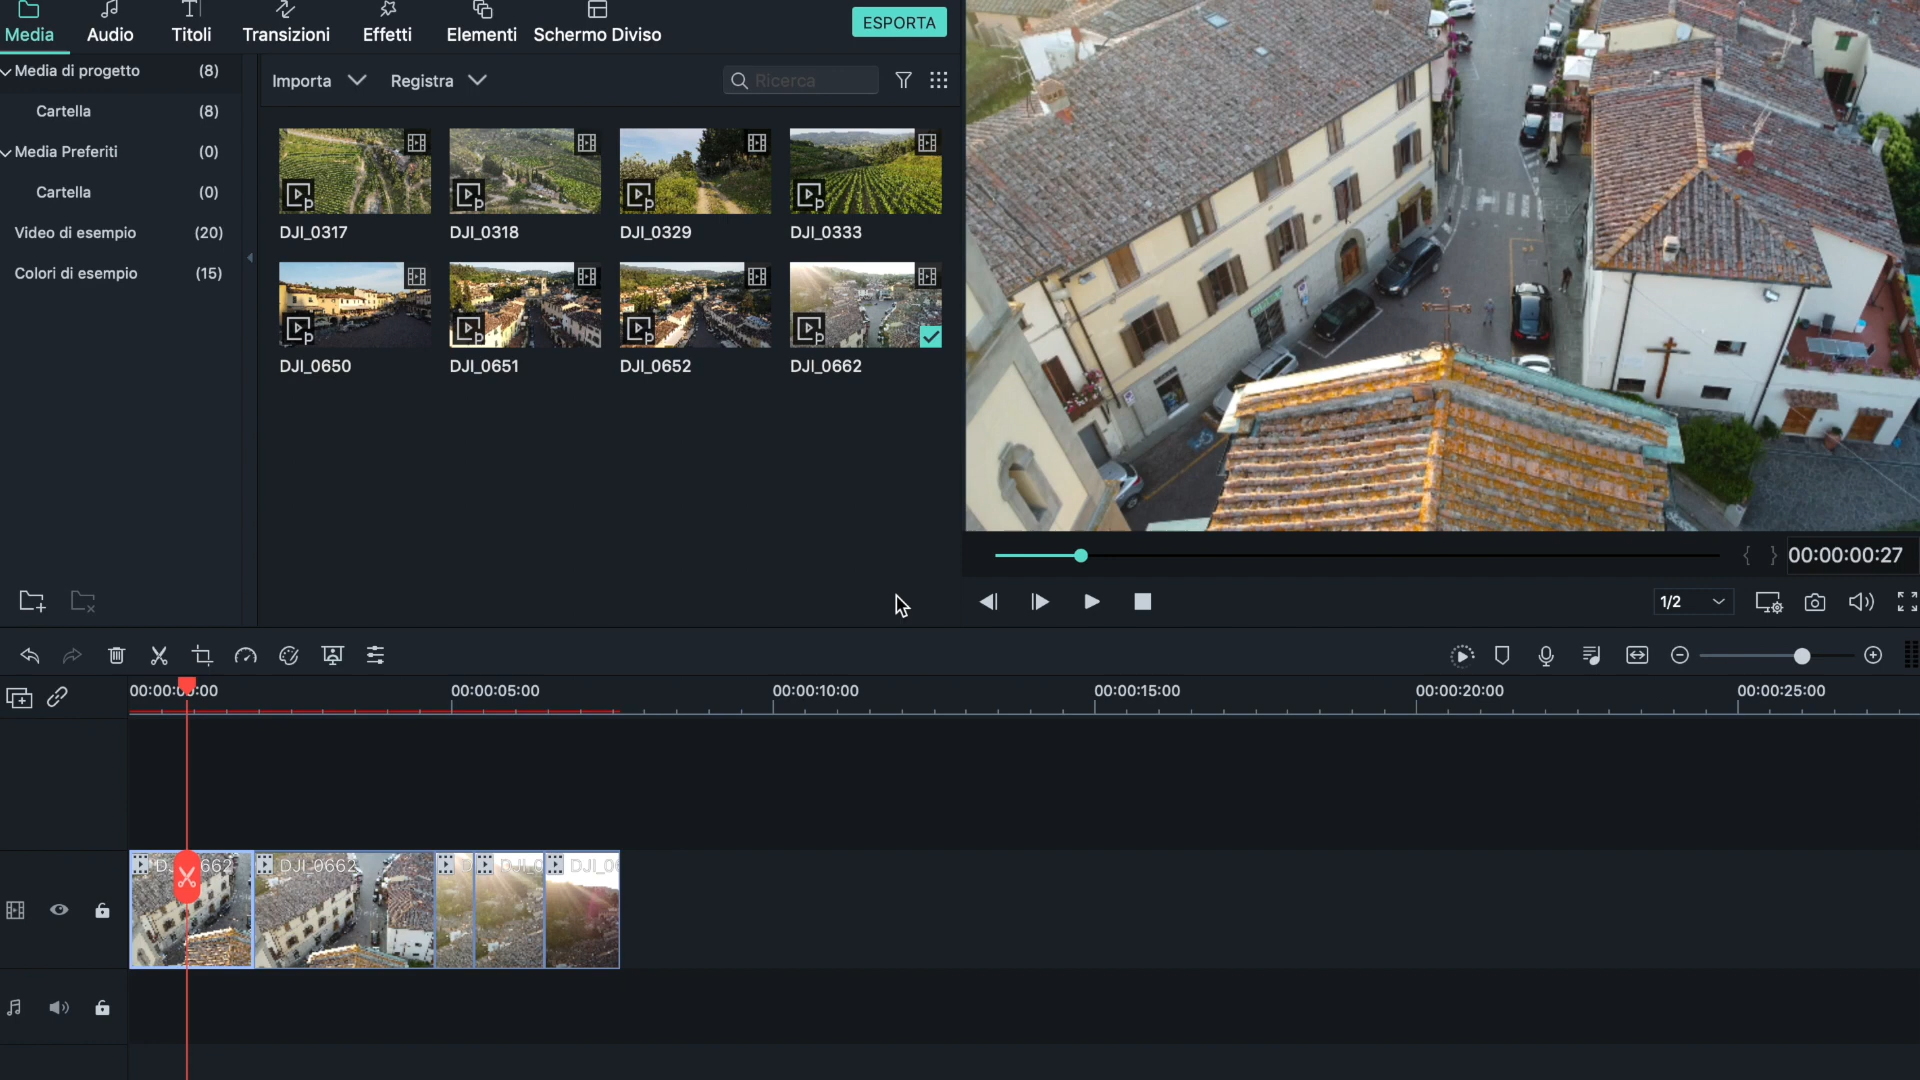 Media Audio Titoli Transizioni Effetti Elementi Schermo Diviso ESPORTA
Media di progetto (8)
Cartella (8)
Media Preferiti (0)
Cartella (0)
Video di esempio (20)
Colori di esempio (15)
Importa Registra Ricerca
DJI_0317 DJI_0318 DJI_0329 DJI_0333
DJI_0650 DJI_0651 DJI_0652 DJI_0662
00:00:00:27
1/2
00:00:00:00 00:00:05:00 00:00:10:00 00:00:15:00 00:00:20:00 00:00:25:00
662 DJI_0662